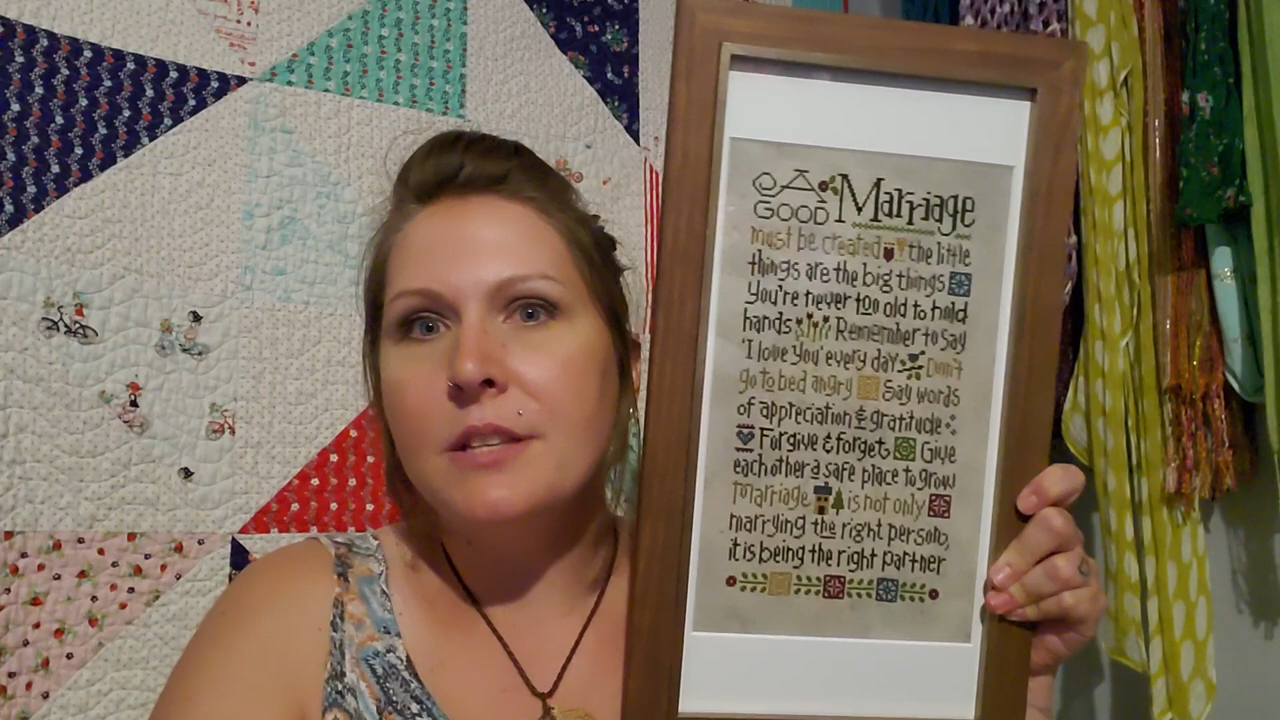 A Marriage
GOOD
must be created the little
things are the big things
You're never too old to hold
hands Remember to say
'I love you' every day Don't
go to bed angry Say words
of appreciation & gratitude
Forgive & forget Give
each other a safe place to grow
Marriage is not only
marrying the right person,
it is being the right partner